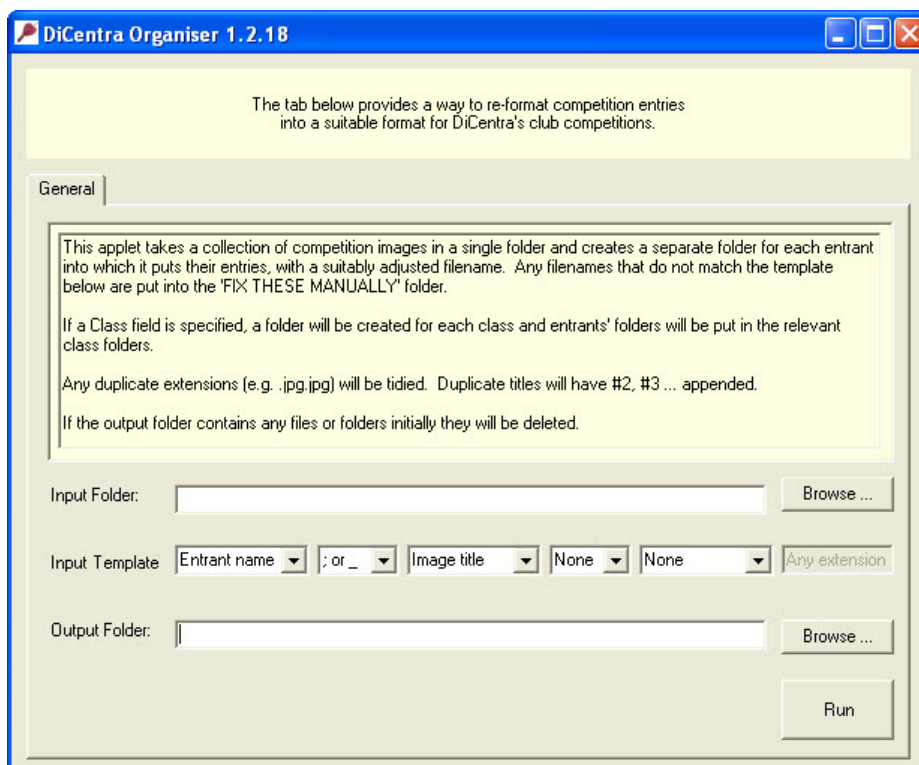 DiCentra Organiser 1.2.18
The tab below provides a way to re-format competition entries
into a suitable format for DiCentra's club competitions.
General
This applet takes a collection of competition images in a single folder and creates a separate folder for each entrant
into which it puts their entries, with a suitably adjusted filename. Any filenames that do not match the template
below are put into the 'FIX THESE MANUALLY' folder.
If a Class field is specified, a folder will be created for each class and entrants' folders will be put in the relevant
class folders.
Any duplicate extensions (e.g. .jpg.jpg) will be tidied. Duplicate titles will have #2, #3 ... appended.
If the output folder contains any files or folders initially they will be deleted.
Input Folder: Browse ...
Input Template Entrant name ; or _ Image title None None Any extension
Output Folder: Browse ...
Run